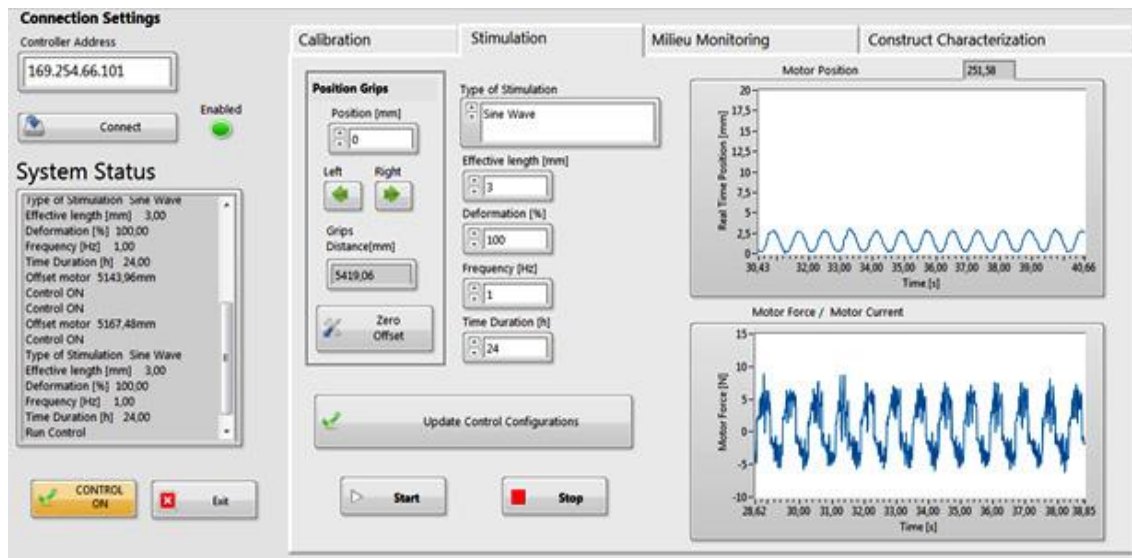 Connection Settings
Controller Address
169.254.66.101
Connect
Enabled
System Status
Type of Stimulation Sine Wave
Effective length [mm] 3,00
Deformation [%] 100,00
Frequency [Hz] 1,00
Time Duration [h] 24,00
Offset motor 5143,96mm
Control ON
Control ON
Offset motor 5167,48mm
Control ON
Type of Stimulation Sine Wave
Effective length [mm] 3,00
Deformation [%] 100,00
Frequency [Hz] 1,00
Time Duration [h] 24,00
Run Control
CONTROL
ON
Exit
Calibration
Stimulation
Milieu Monitoring
Construct Characterization
Position Grips
Position [mm]
0
Left Right
Grips
Distance[mm]
5419,06
Zero
Offset
Type of Stimulation
Sine Wave
Effective length [mm]
3
Deformation [%]
100
Frequency [Hz]
1
Time Duration [h]
24
Update Control Configurations
Start
Stop
Motor Position
251,58
Real Time Position [mm]
20
17,5
15
12,5
10
7,5
5
2,5
0
30,43 32,00 33,00 34,00 35,00 36,00 37,00 38,00 39,00 40,66
Time [s]
Motor Force / Motor Current
Motor Force [N]
15
10
5
0
-5
-10
28,62 30,00 31,00 32,00 33,00 34,00 35,00 36,00 37,00 38,00 38,85
Time [s]